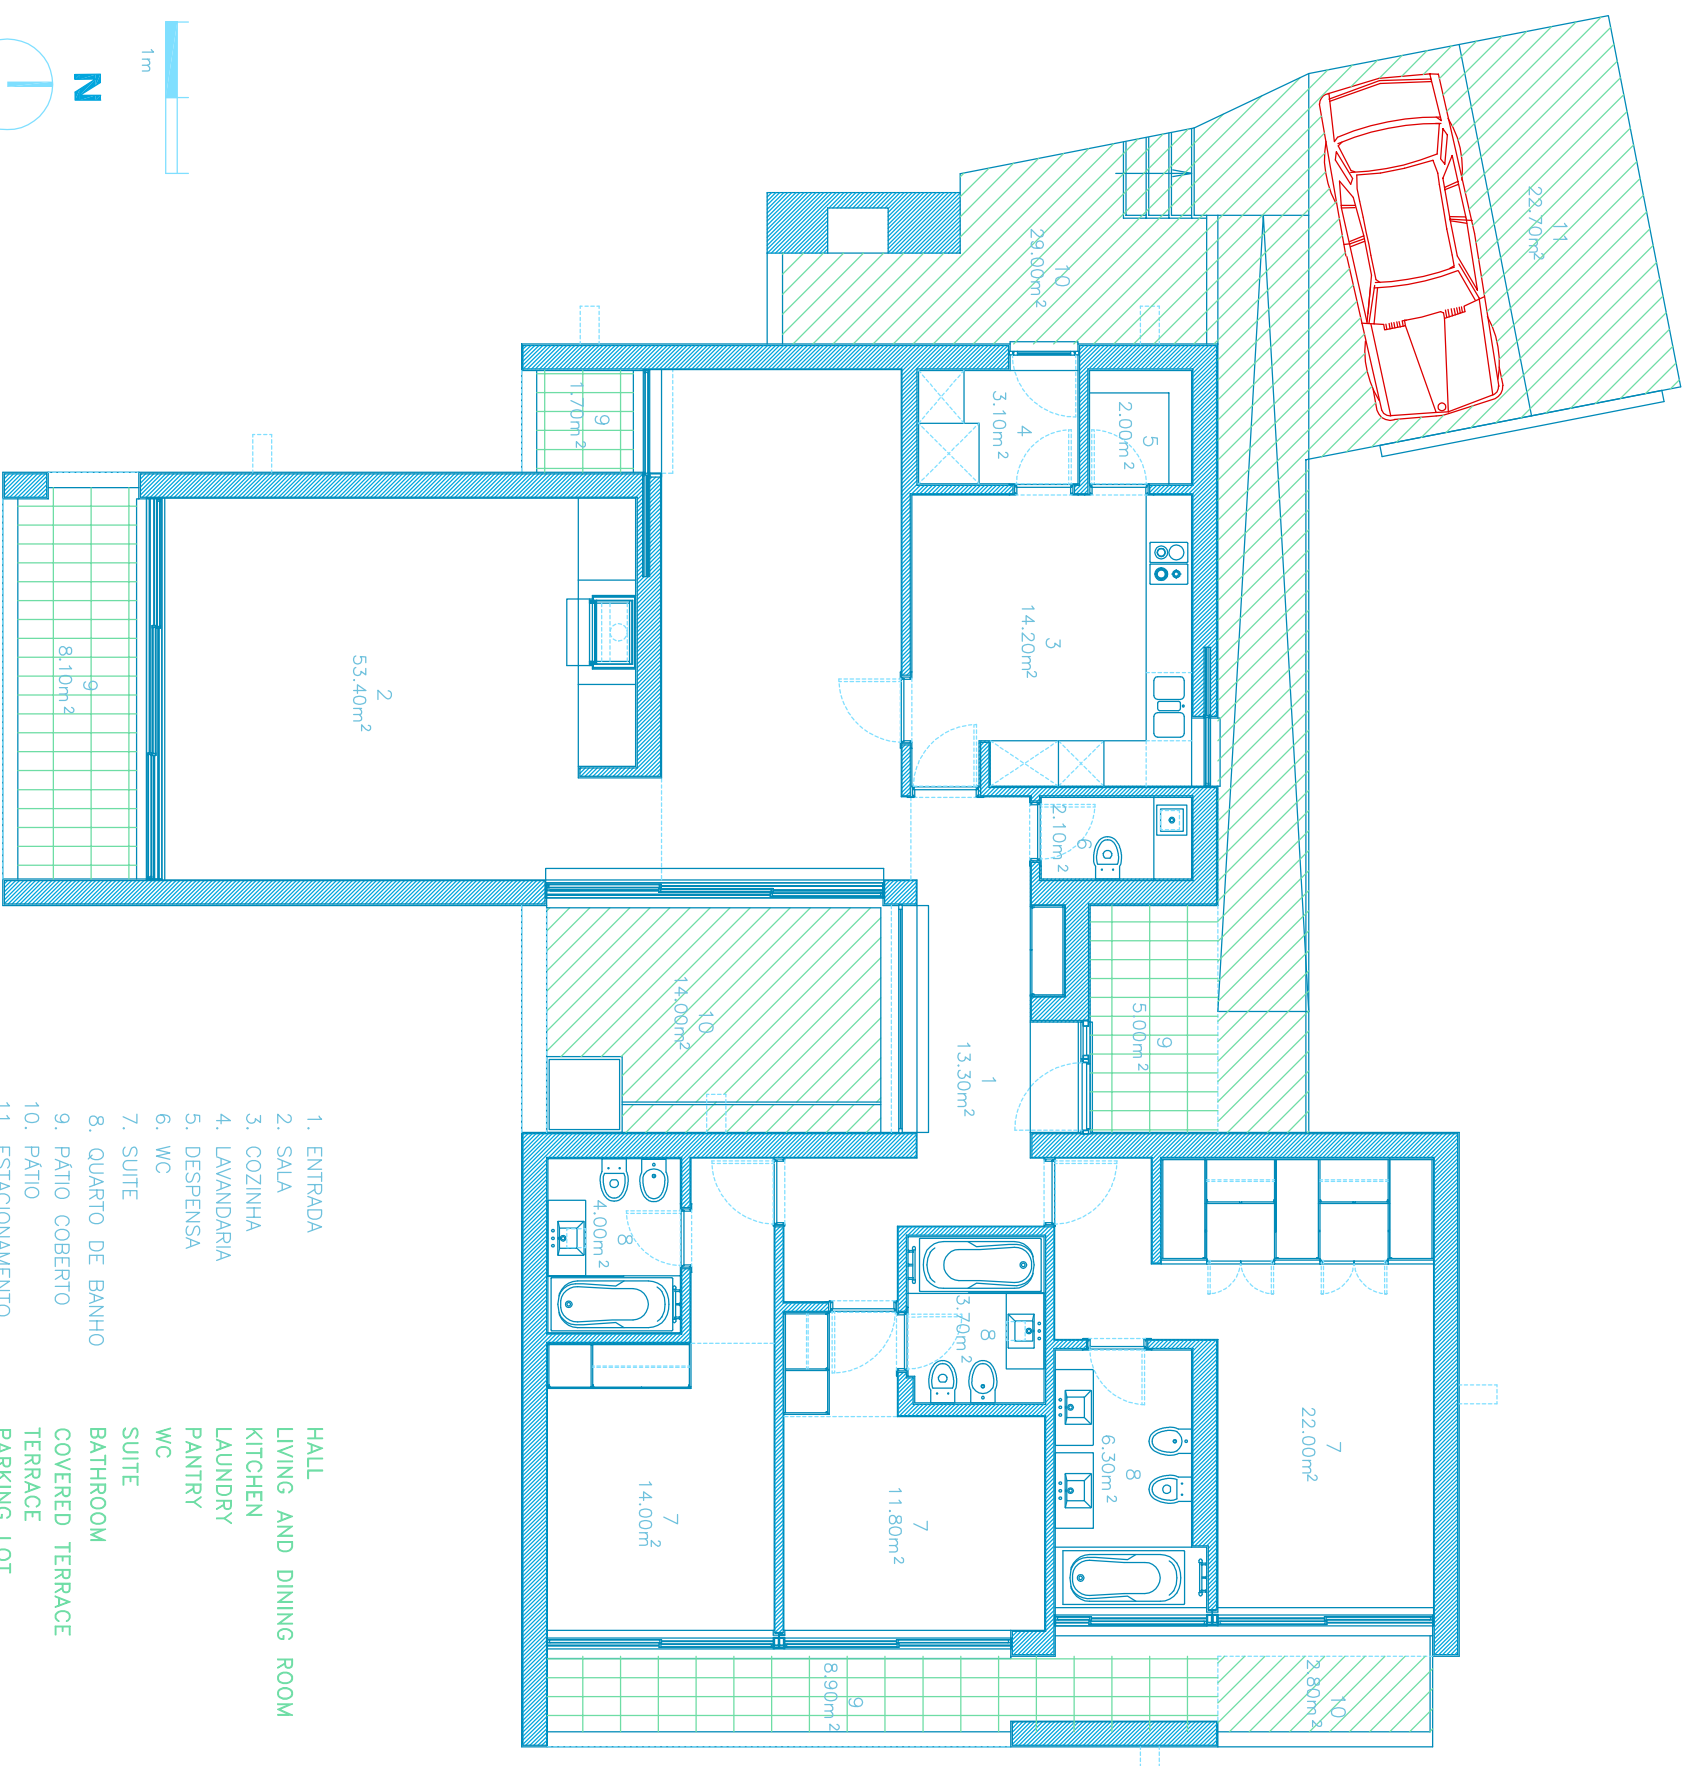 11
22.70m²
10
29.00m²
9
1.70m²
4
3.10m²
5
2.00m²
3
14.20m²
2
53.40m²
9
8.10m²
6
2.10m²
10
14.00m²
1
13.30m²
9
5.00m²
8
4.00m²
8
3.70m²
8
6.30m²
7
22.00m²
7
14.00m²
7
11.80m²
9
8.90m²
10
2.80m²
1m
N
1. ENTRADA HALL
2. SALA LIVING AND DINING ROOM
3. COZINHA KITCHEN
4. LAVANDARIA LAUNDRY
5. DESPENSA PANTRY
6. WC WC
7. SUITE SUITE
8. QUARTO DE BANHO BATHROOM
9. PÁTIO COBERTO COVERED TERRACE
10. PÁTIO TERRACE
11. ESTACIONAMENTO PARKING LOT